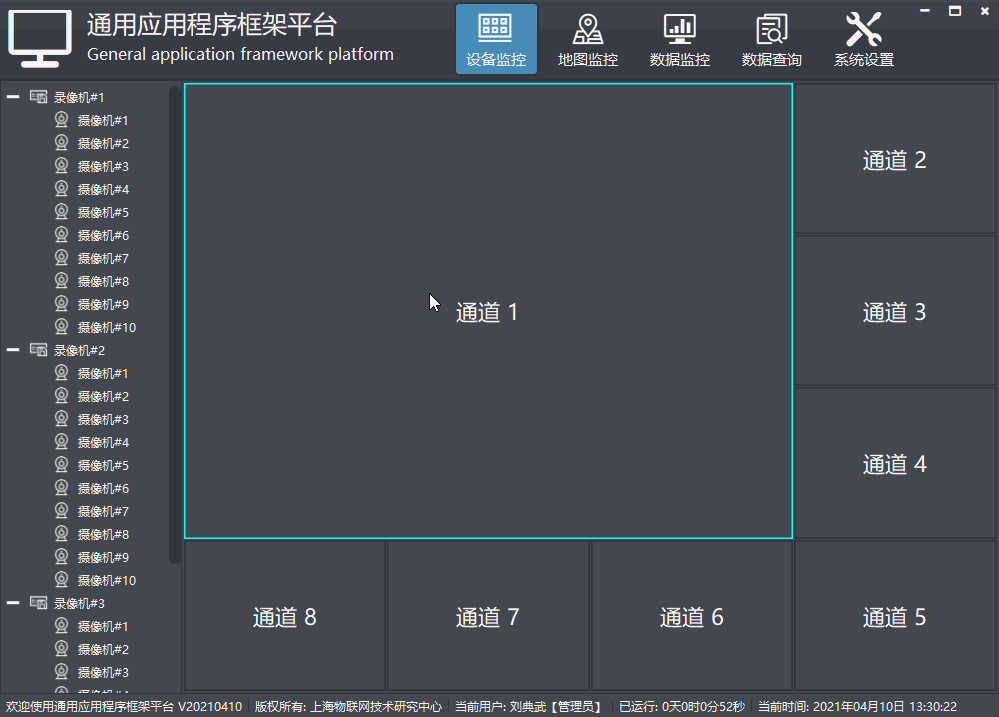 通用应用程序框架平台
General application framework platform
设备监控
地图监控
数据监控
数据查询
系统设置
录像机#1
摄像机#1
摄像机#2
摄像机#3
摄像机#4
摄像机#5
摄像机#6
摄像机#7
摄像机#8
摄像机#9
摄像机#10
录像机#2
摄像机#1
摄像机#2
摄像机#3
摄像机#4
摄像机#5
摄像机#6
摄像机#7
摄像机#8
摄像机#9
摄像机#10
录像机#3
摄像机#1
摄像机#2
摄像机#3
通道 1
通道 2
通道 3
通道 4
通道 8
通道 7
通道 6
通道 5
欢迎使用通用应用程序框架平台 V20210410
版权所有: 上海物联网技术研究中心
当前用户: 刘典武【管理员】
已运行: 0天0时0分52秒
当前时间: 2021年04月10日 13:30:22